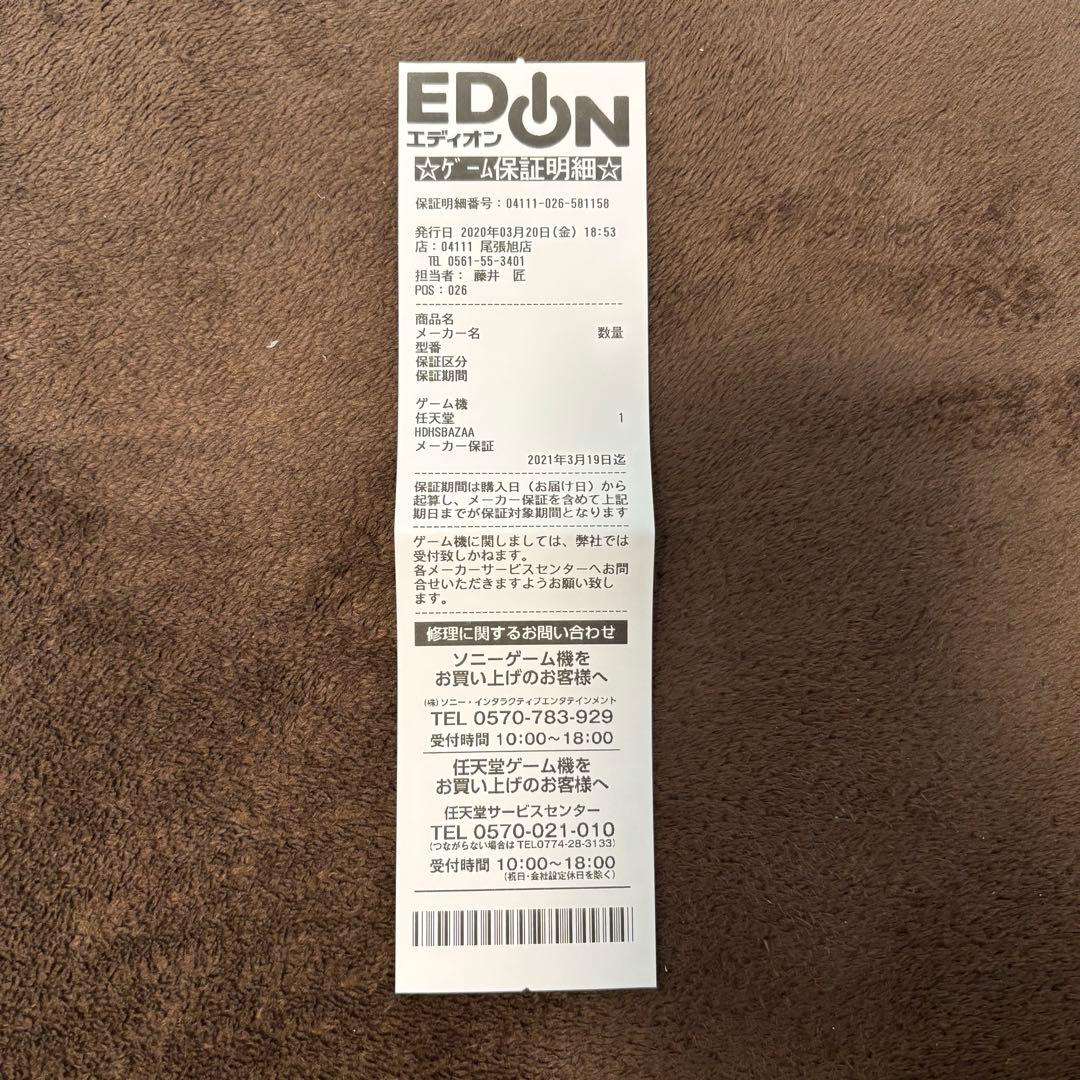 EDION
エディオン
☆ゲーム保証明細☆
保証明細番号:04111-026-581158
発行日 2020年03月20日(金) 18:53
店:04111 尾張旭店
TEL 0561-55-3401
担当者: 藤井 匠
POS:026
商品名
メーカー名 数量
型番
保証区分
保証期間
ゲーム機
任天堂 1
HDHSBAZAA
メーカー保証
2021年3月19日迄
保証期間は購入日(お届け日)から
起算し、メーカー保証を含めて上記
期日までが保証対象期間となります
ゲーム機に関しましては、弊社では
受付致しかねます。
各メーカーサービスセンターへお問
合せいただきますようお願い致し
ます。
修理に関するお問い合わせ
ソニーゲーム機を
お買い上げのお客様へ
(株)ソニー・インタラクティブエンタテインメント
TEL 0570-783-929
受付時間 10:00〜18:00
任天堂ゲーム機を
お買い上げのお客様へ
任天堂サービスセンター
TEL 0570-021-010
(つながらない場合はTEL0774-28-3133)
受付時間 10:00〜18:00
(祝日・会社設定休日を除く)